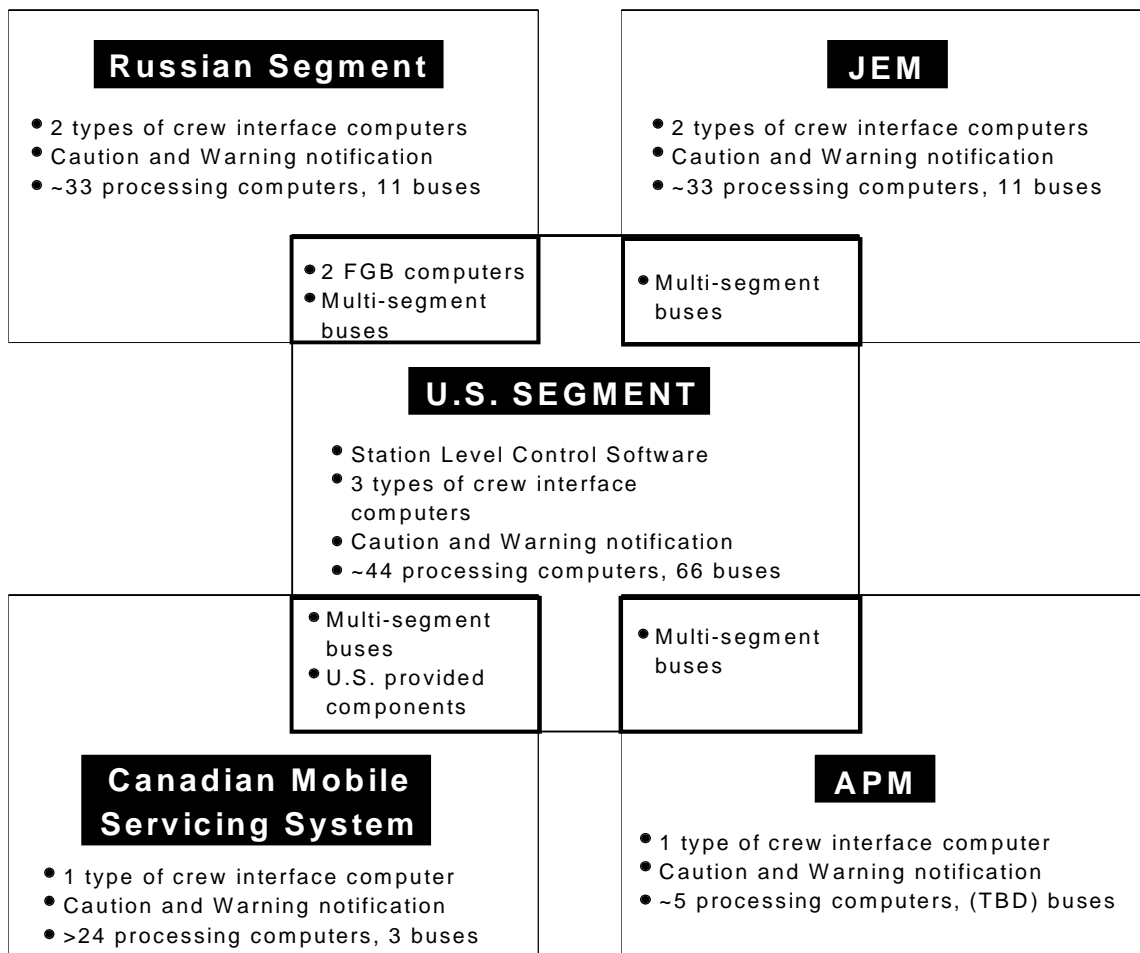 Russian Segment
• 2 types of crew interface computers
• Caution and Warning notification
• ~33 processing computers, 11 buses
JEM
• 2 types of crew interface computers
• Caution and Warning notification
• ~33 processing computers, 11 buses
• 2 FGB computers
• Multi-segment
buses
• Multi-segment
buses
U.S. SEGMENT
• Station Level Control Software
• 3 types of crew interface
computers
• Caution and Warning notification
• ~44 processing computers, 66 buses
• Multi-segment
buses
• U.S. provided
components
• Multi-segment
buses
Canadian Mobile
Servicing System
• 1 type of crew interface computer
• Caution and Warning notification
• >24 processing computers, 3 buses
APM
• 1 type of crew interface computer
• Caution and Warning notification
• ~5 processing computers, (TBD) buses